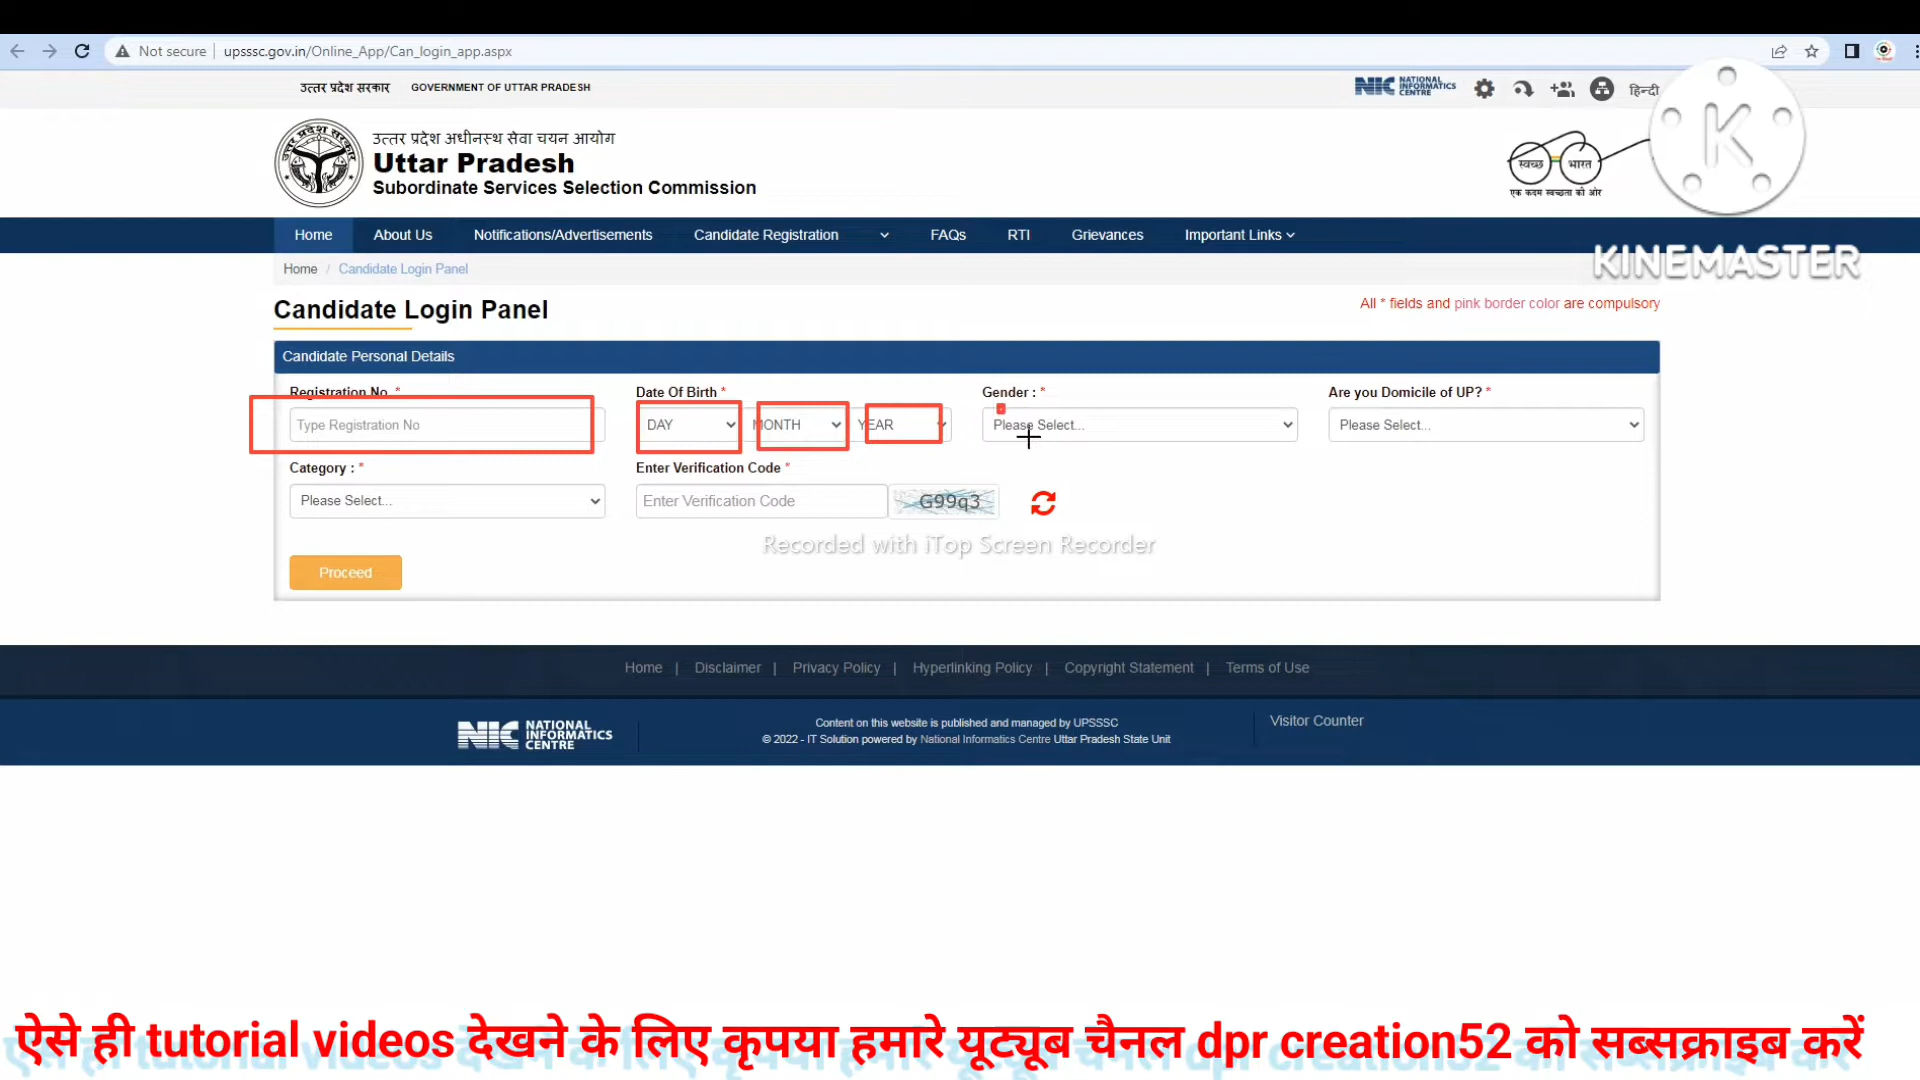 Not secure upsssc.gov.in/Online_App/Can_login_app.aspx
उत्तर प्रदेश सरकार GOVERNMENT OF UTTAR PRADESH
NIC NATIONAL INFORMATICS CENTRE
हिन्दी
उत्तर प्रदेश अधीनस्थ सेवा चयन आयोग
Uttar Pradesh
Subordinate Services Selection Commission
स्वच्छ भारत
एक कदम स्वच्छता की ओर
K
KINEMASTER
Home About Us Notifications/Advertisements Candidate Registration FAQs RTI Grievances Important Links
Home / Candidate Login Panel
Candidate Login Panel
All * fields and pink border color are compulsory
Candidate Personal Details
Registration No. * Date Of Birth * Gender : * Are you Domicile of UP? *
Type Registration No DAY MONTH YEAR Please Select... Please Select...
Category : * Enter Verification Code *
Please Select... Enter Verification Code G99q3
Recorded with iTop Screen Recorder
Proceed
Home | Disclaimer | Privacy Policy | Hyperlinking Policy | Copyright Statement | Terms of Use
NIC NATIONAL INFORMATICS CENTRE
Content on this website is published and managed by UPSSSC
© 2022 - IT Solution powered by National Informatics Centre Uttar Pradesh State Unit
Visitor Counter
ऐसे ही tutorial videos देखने के लिए कृपया हमारे यूट्यूब चैनल dpr creation52 को सब्सक्राइब करें